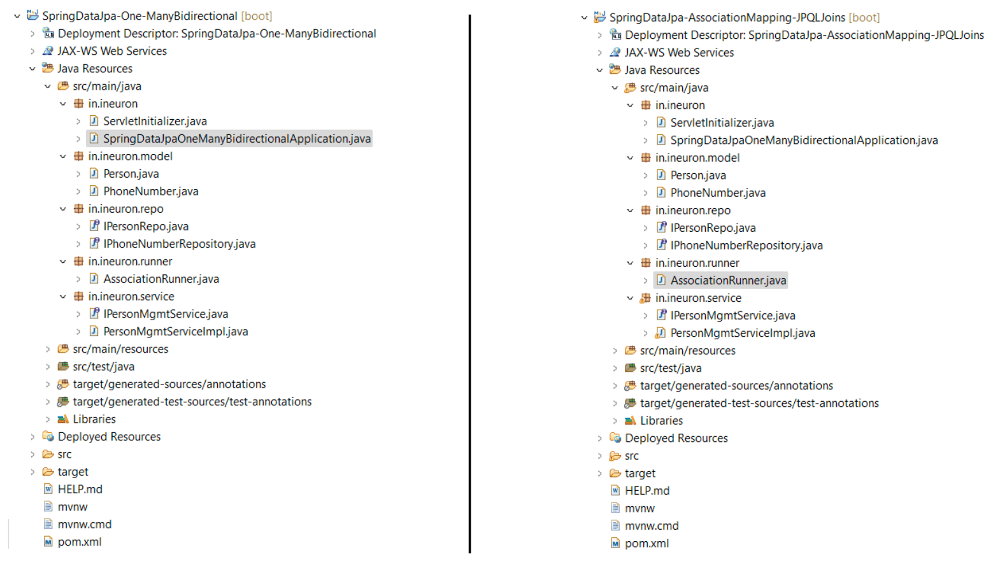 SpringDataJpa-One-ManyBidirectional [boot]
Deployment Descriptor: SpringDataJpa-One-ManyBidirectional
JAX-WS Web Services
Java Resources
src/main/java
in.ineuron
ServletInitializer.java
SpringDataJpaOneManyBidirectionalApplication.java
in.ineuron.model
Person.java
PhoneNumber.java
in.ineuron.repo
IPersonRepo.java
IPhoneNumberRepository.java
in.ineuron.runner
AssociationRunner.java
in.ineuron.service
IPersonMgmtService.java
PersonMgmtServiceImpl.java
src/main/resources
src/test/java
target/generated-sources/annotations
target/generated-test-sources/test-annotations
Libraries
Deployed Resources
src
target
HELP.md
mvnw
mvnw.cmd
pom.xml
SpringDataJpa-AssociationMapping-JPQLJoins [boot]
Deployment Descriptor: SpringDataJpa-AssociationMapping-JPQLJoins
JAX-WS Web Services
Java Resources
src/main/java
in.ineuron
ServletInitializer.java
SpringDataJpaOneManyBidirectionalApplication.java
in.ineuron.model
Person.java
PhoneNumber.java
in.ineuron.repo
IPersonRepo.java
IPhoneNumberRepository.java
in.ineuron.runner
AssociationRunner.java
in.ineuron.service
IPersonMgmtService.java
PersonMgmtServiceImpl.java
src/main/resources
src/test/java
target/generated-sources/annotations
target/generated-test-sources/test-annotations
Libraries
Deployed Resources
src
target
HELP.md
mvnw
mvnw.cmd
pom.xml